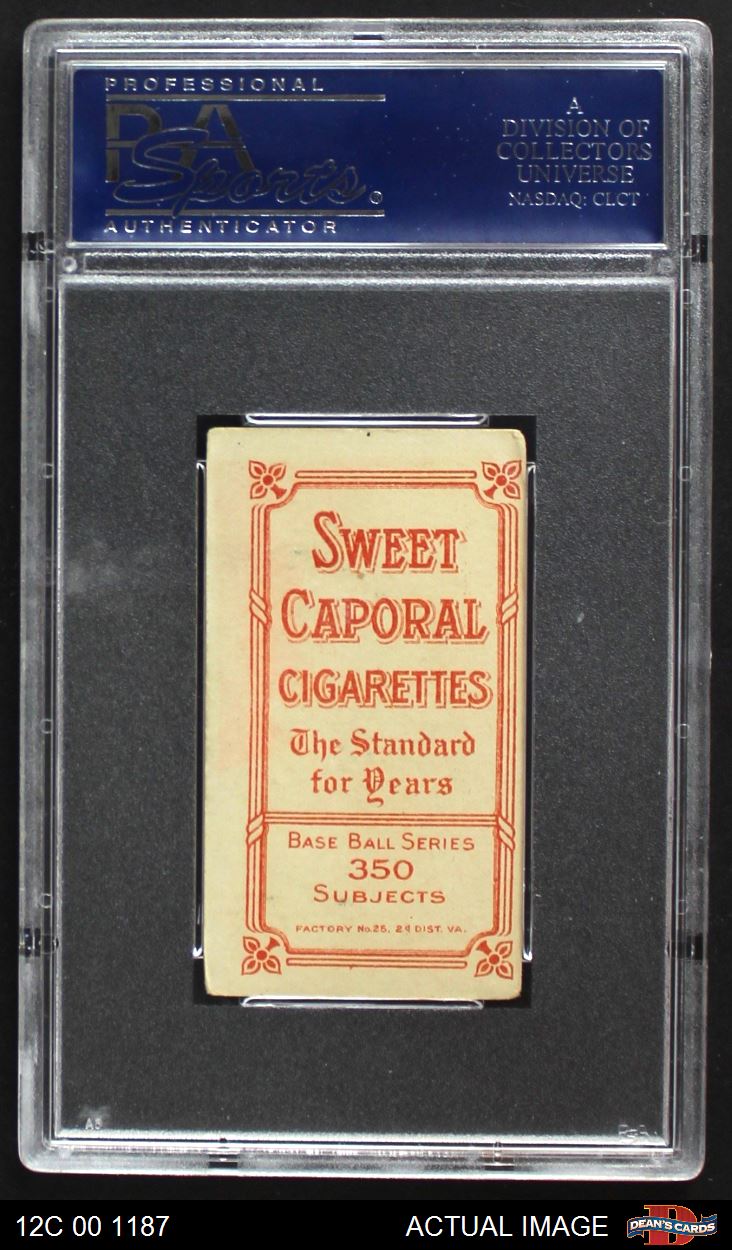 PROFESSIONAL
PSA
Sports®
AUTHENTICATOR
A
DIVISION OF
COLLECTORS
UNIVERSE
NASDAQ: CLCT
SWEET
CAPORAL
CIGARETTES
The Standard
for Years
BASE BALL SERIES
350
SUBJECTS
FACTORY No. 25, 2d DIST. VA.
PSA
12C 00 1187
ACTUAL IMAGE
DEAN'S CARDS